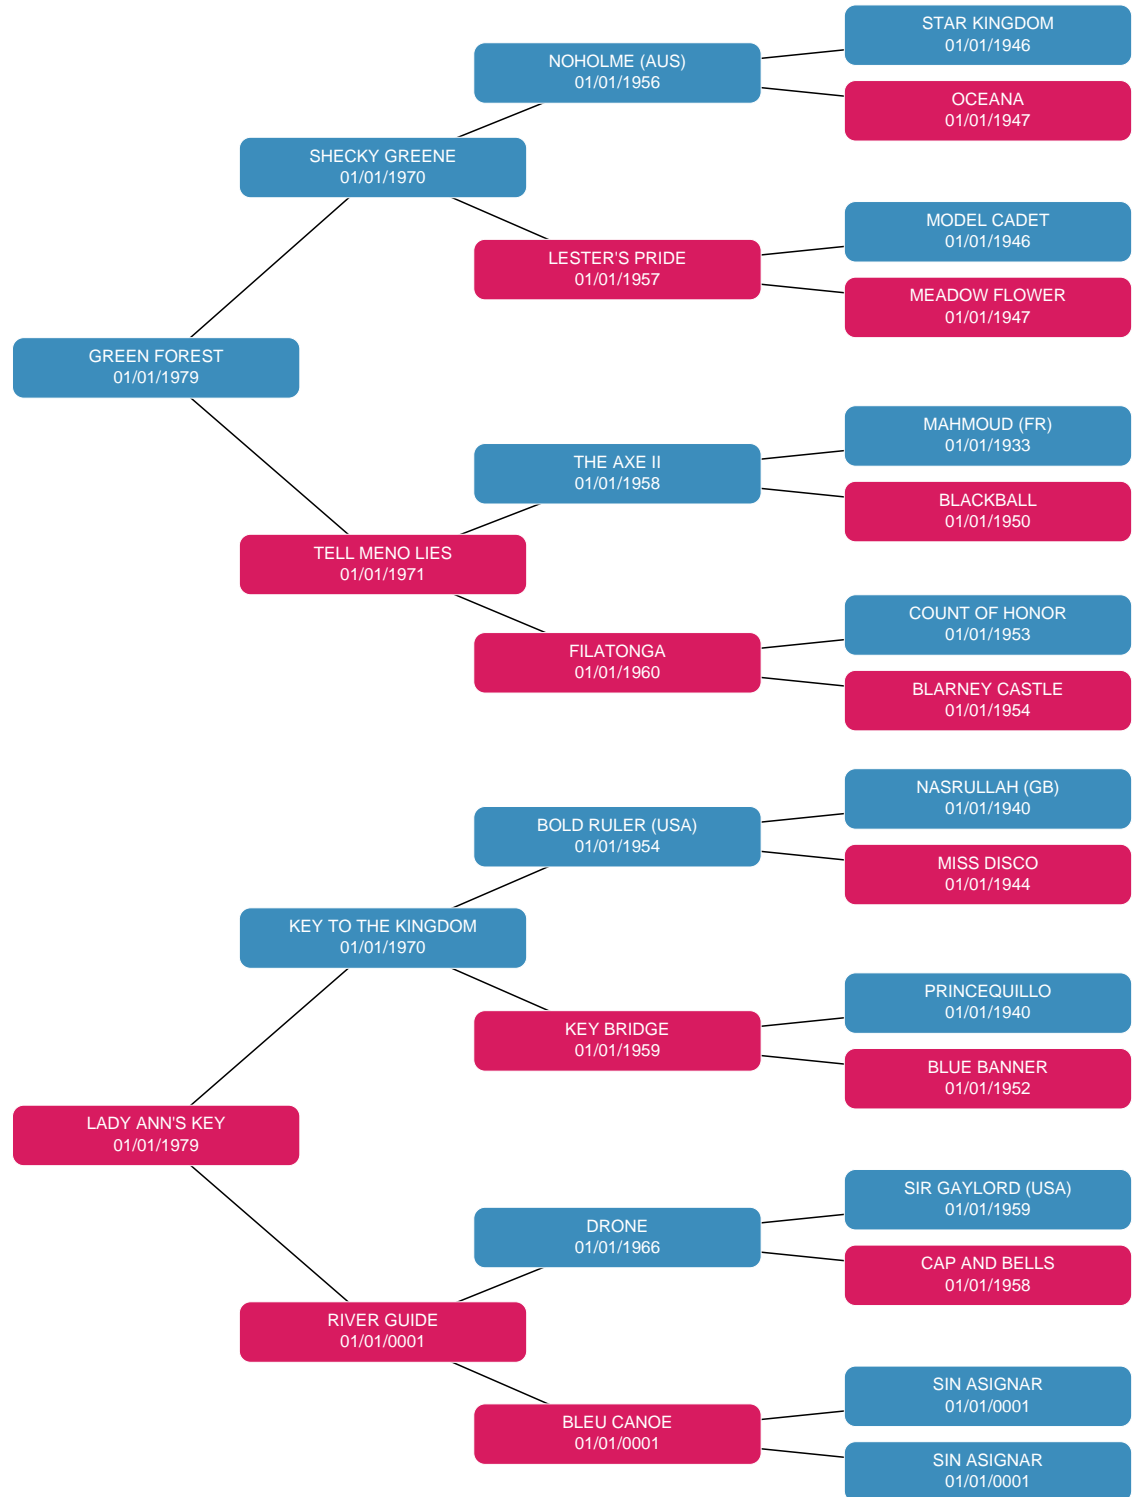 STAR KINGDOM
01/01/1946
NOHOLME (AUS)
01/01/1956
OCEANA
01/01/1947
SHECKY GREENE
01/01/1970
MODEL CADET
01/01/1946
LESTER'S PRIDE
01/01/1957
MEADOW FLOWER
01/01/1947
GREEN FOREST
01/01/1979
MAHMOUD (FR)
01/01/1933
THE AXE II
01/01/1958
BLACKBALL
01/01/1950
TELL MENO LIES
01/01/1971
COUNT OF HONOR
01/01/1953
FILATONGA
01/01/1960
BLARNEY CASTLE
01/01/1954
NASRULLAH (GB)
01/01/1940
BOLD RULER (USA)
01/01/1954
MISS DISCO
01/01/1944
KEY TO THE KINGDOM
01/01/1970
PRINCEQUILLO
01/01/1940
KEY BRIDGE
01/01/1959
BLUE BANNER
01/01/1952
LADY ANN'S KEY
01/01/1979
SIR GAYLORD (USA)
01/01/1959
DRONE
01/01/1966
CAP AND BELLS
01/01/1958
RIVER GUIDE
01/01/0001
SIN ASIGNAR
01/01/0001
BLEU CANOE
01/01/0001
SIN ASIGNAR
01/01/0001